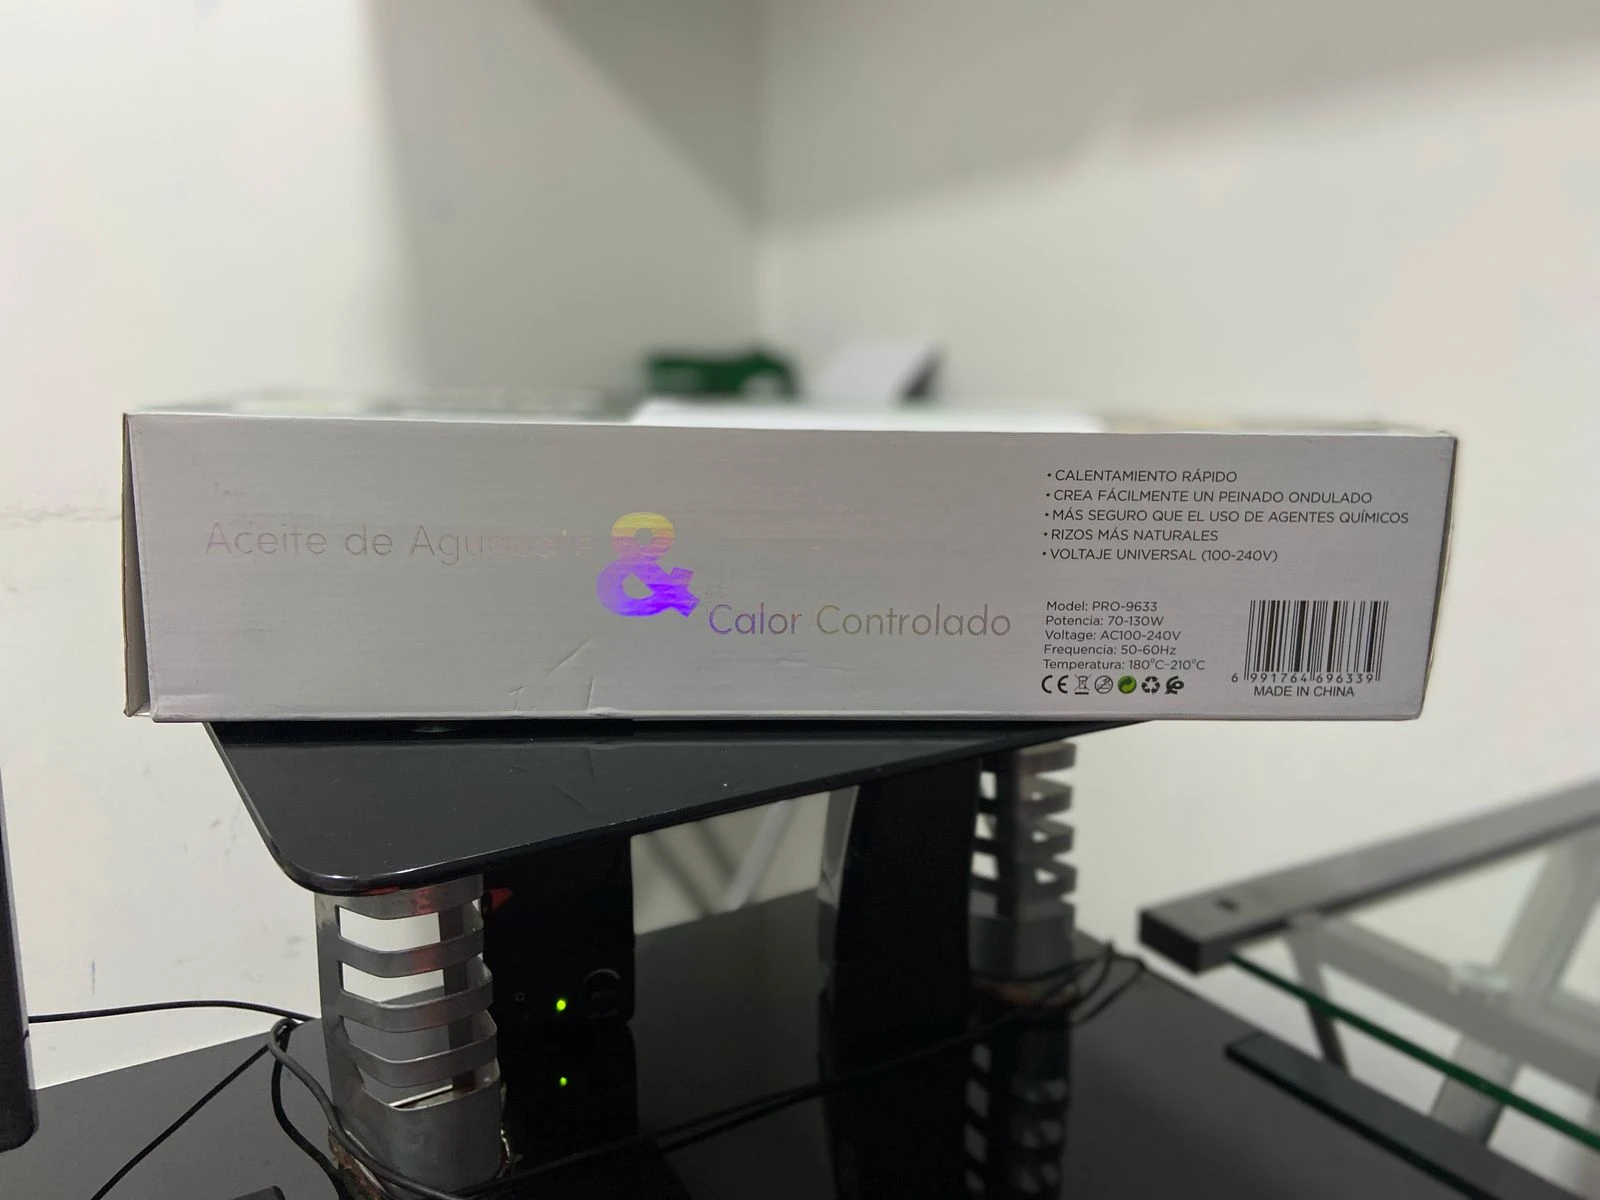 Aceite de Aguacate
&
Calor Controlado
• CALENTAMIENTO RÁPIDO
• CREA FÁCILMENTE UN PEINADO ONDULADO
• MÁS SEGURO QUE EL USO DE AGENTES QUÍMICOS
• RIZOS MÁS NATURALES
• VOLTAJE UNIVERSAL (100-240V)
Model: PRO-9633
Potencia: 70-130W
Voltage: AC100-240V
Frequencia: 50-60Hz
Temperatura: 180°C-210°C
CE
6 991764 696339
MADE IN CHINA